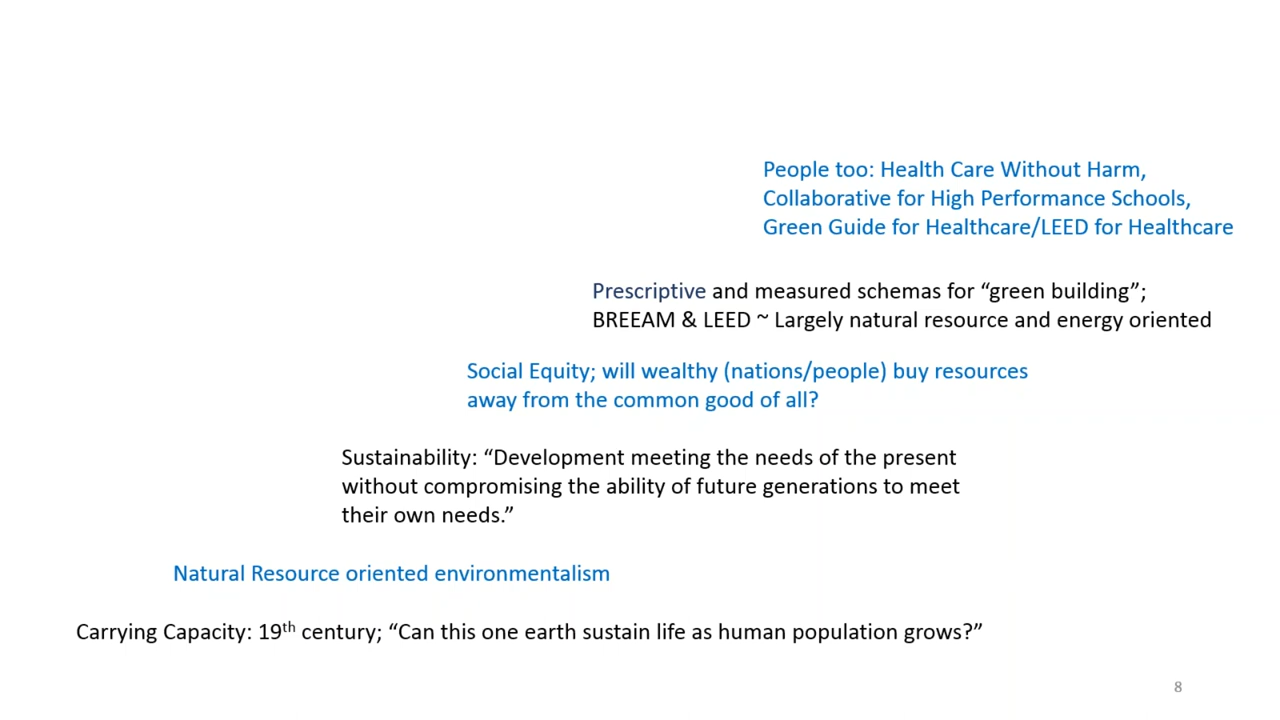 People too: Health Care Without Harm,
Collaborative for High Performance Schools,
Green Guide for Healthcare/LEED for Healthcare
Prescriptive and measured schemas for “green building”;
BREEAM & LEED ~ Largely natural resource and energy oriented
Social Equity; will wealthy (nations/people) buy resources
away from the common good of all?
Sustainability: “Development meeting the needs of the present
without compromising the ability of future generations to meet
their own needs.”
Natural Resource oriented environmentalism
Carrying Capacity: 19th century; “Can this one earth sustain life as human population grows?”
8